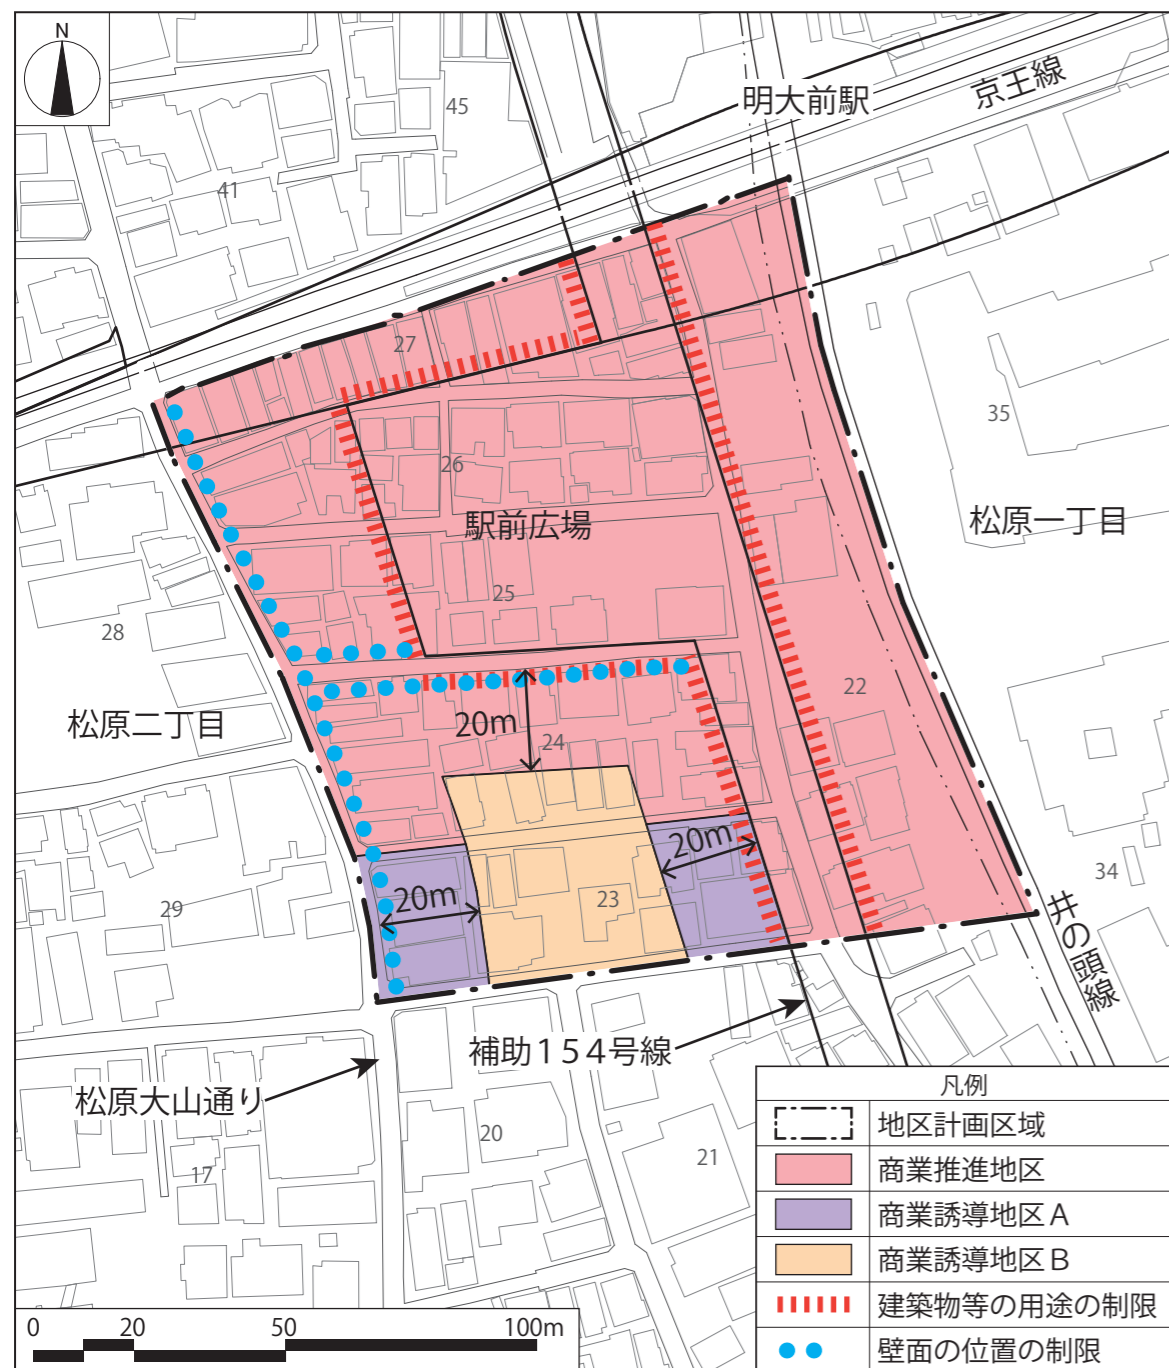 N
45
明大前駅
京王線
41
27
35
26
駅前広場
松原一丁目
25
28
22
松原二丁目
20m
24
20m
34
20m
23
29
井の頭線
補助154号線
松原大山通り
20
21
17
凡例
地区計画区域
商業推進地区
商業誘導地区A
商業誘導地区B
建築物等の用途の制限
壁面の位置の制限
0 20 50 100m